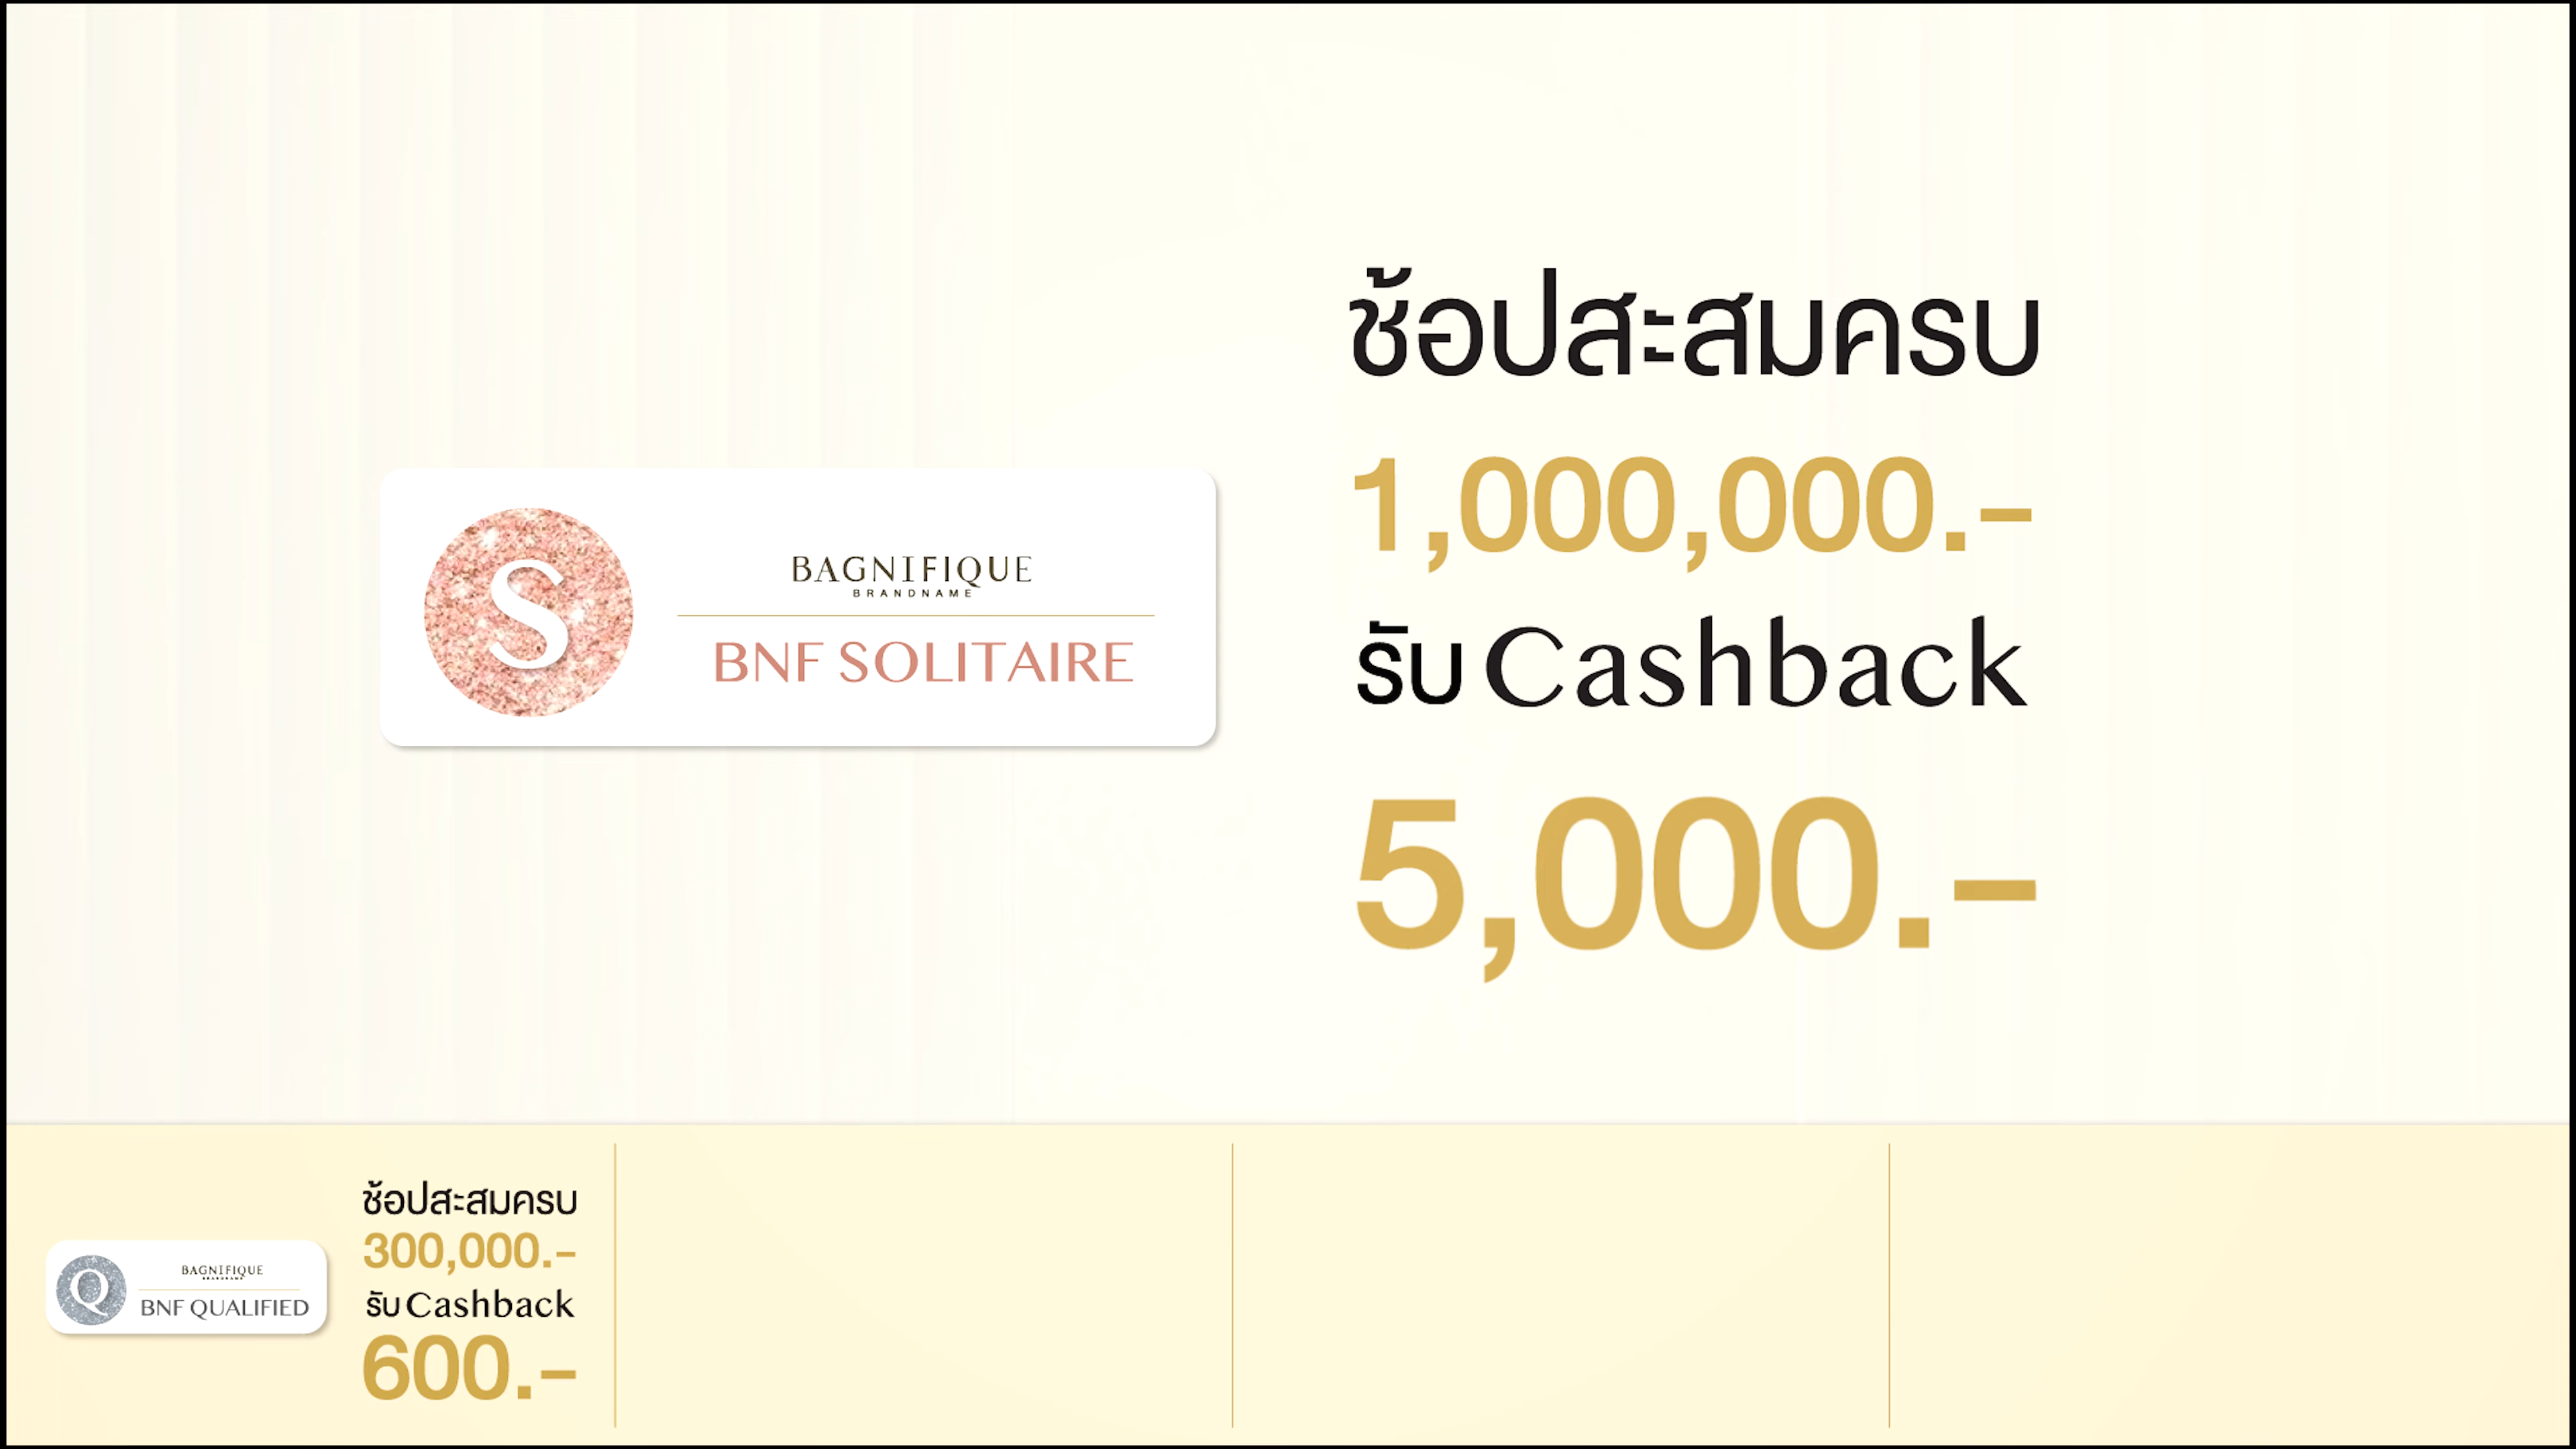 S
BAGNIFIQUE
BRANDNAME
BNF SOLITAIRE
ช้อปสะสมครบ
1,000,000.-
รับ Cashback
5,000.-
Q
BAGNIFIQUE
BRANDNAME
BNF QUALIFIED
ช้อปสะสมครบ
300,000.-
รับ Cashback
600.-